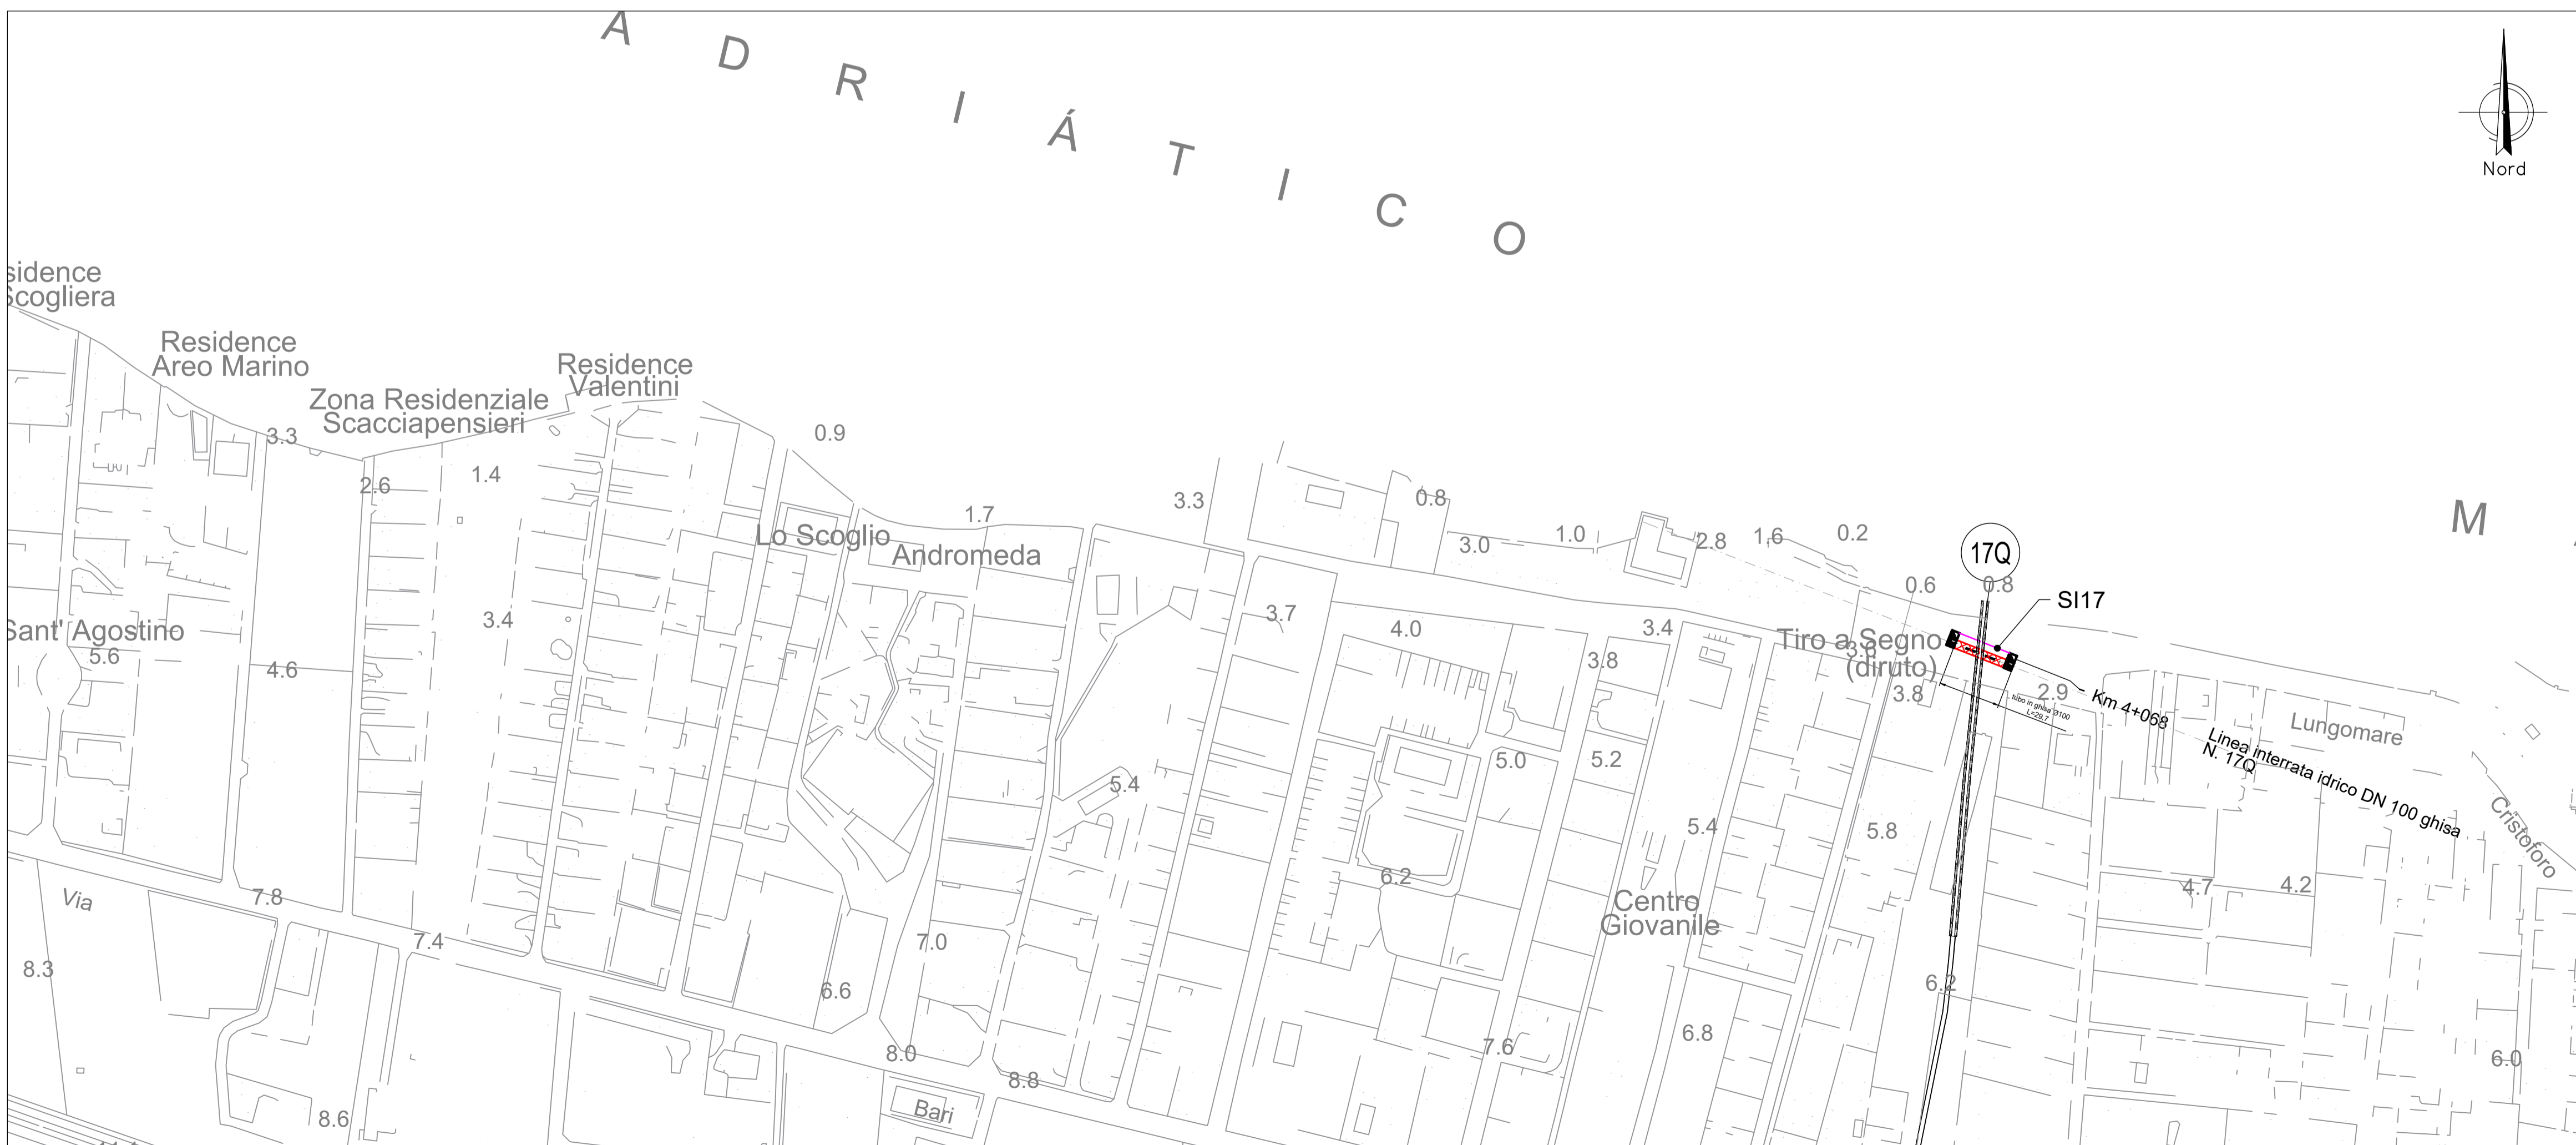 A D R I Á T I C O
Nord
sidence
Scogliera
Residence
Areo Marino
Residence
Valentini
Zona Residenziale
Scacciapensieri
3.3
0.9
2.6
1.4
3.3
0.8
1.7
M
Lo Scoglio
Andromeda
3.0
1.0
2.8
1.6
0.2
17Q
0.6
0.8
SI17
3.4
3.7
4.0
3.4
Sant' Agostino
5.6
4.6
3.8
Tiro a Segno
(diruto)
3.8
2.9
Km 4+068
tubo in ghisa Ø100
L=29.7
Lungomare
Linea interrata idrico DN 100 ghisa
N. 17Q
5.4
5.0
5.2
5.4
5.8
Cristoforo
6.2
4.7
4.2
Via
7.8
Centro
Giovanile
7.4
7.0
8.3
6.6
6.2
6.8
7.6
8.0
6.0
8.8
8.6
Bari